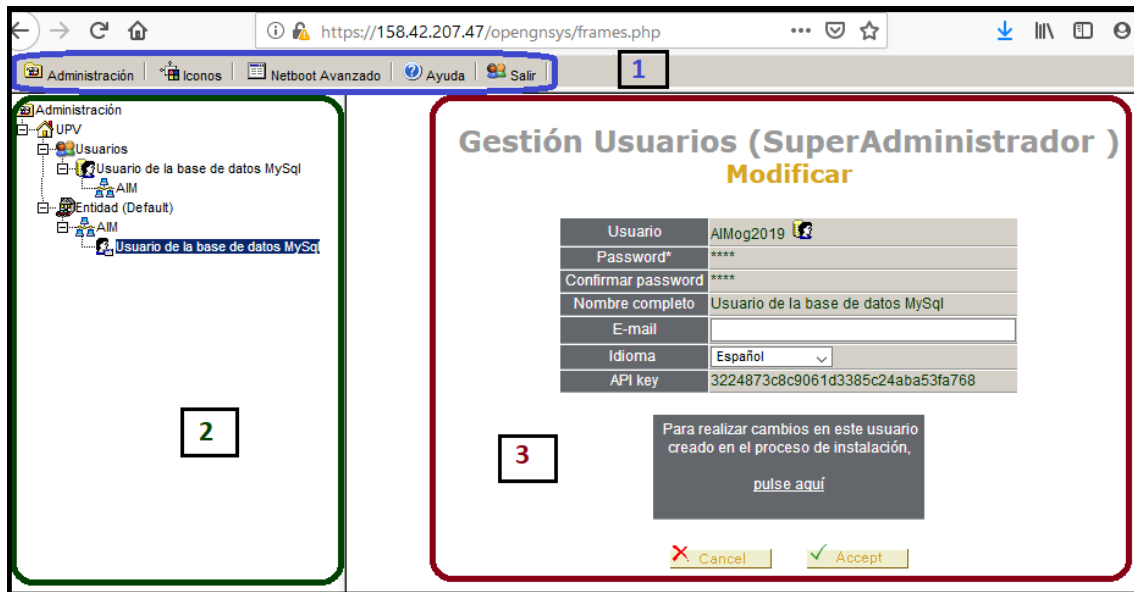 https://158.42.207.47/opengnsys/frames.php
Administración Iconos Netboot Avanzado Ayuda Salir
1
Administración
UPV
Usuarios
Usuario de la base de datos MySql
AIM
Entidad (Default)
AIM
Usuario de la base de datos MySql
2
Gestión Usuarios (SuperAdministrador )
Modificar
Usuario AIMog2019
Password* ****
Confirmar password ****
Nombre completo Usuario de la base de datos MySql
E-mail
Idioma Español
API key 3224873c8c9061d3385c24aba53fa768
3
Para realizar cambios en este usuario
creado en el proceso de instalación,
pulse aquí
Cancel Accept